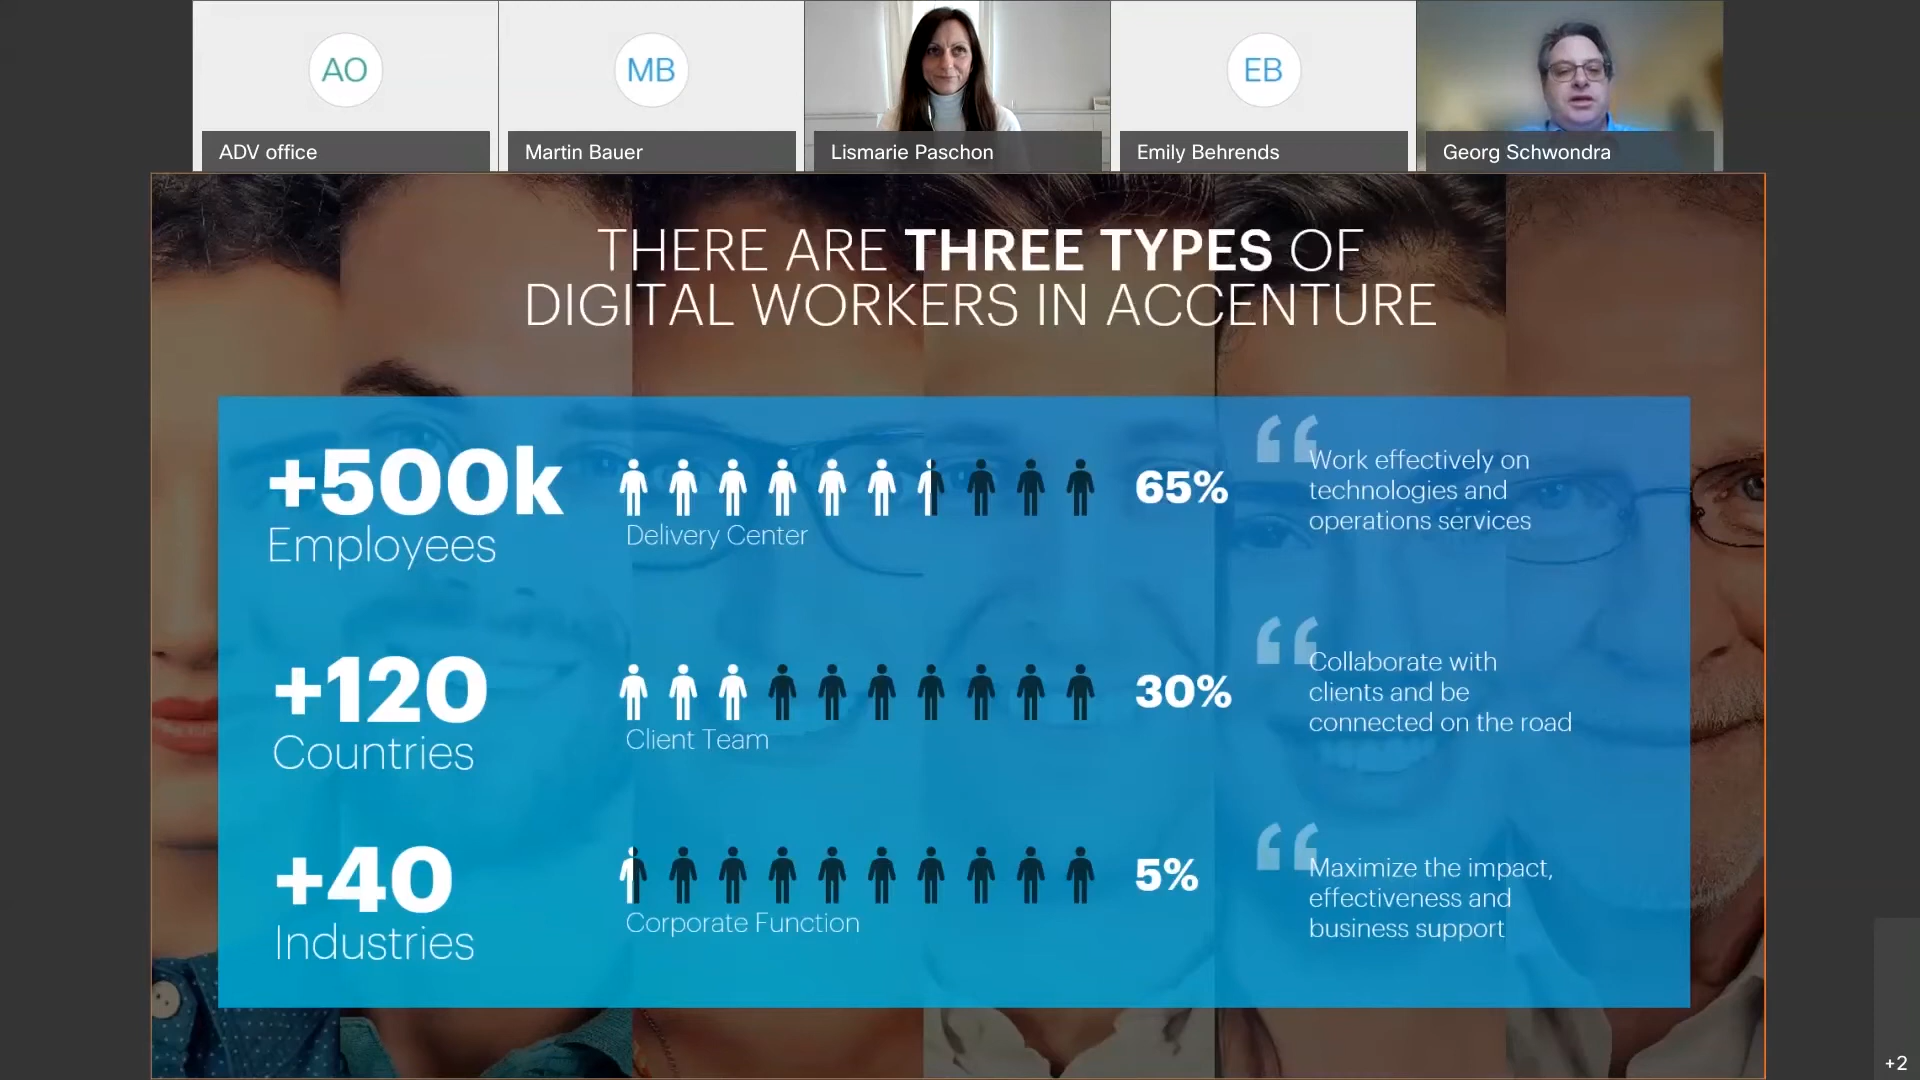 AO
MB
EB
ADV office
Martin Bauer
Lismarie Paschon
Emily Behrends
Georg Schwondra
THERE ARE THREE TYPES OF
DIGITAL WORKERS IN ACCENTURE
+500k
Employees
Delivery Center
65%
“
Work effectively on
technologies and
operations services
+120
Countries
Client Team
30%
“
Collaborate with
clients and be
connected on the road
+40
Industries
Corporate Function
5%
“
Maximize the impact,
effectiveness and
business support
+2